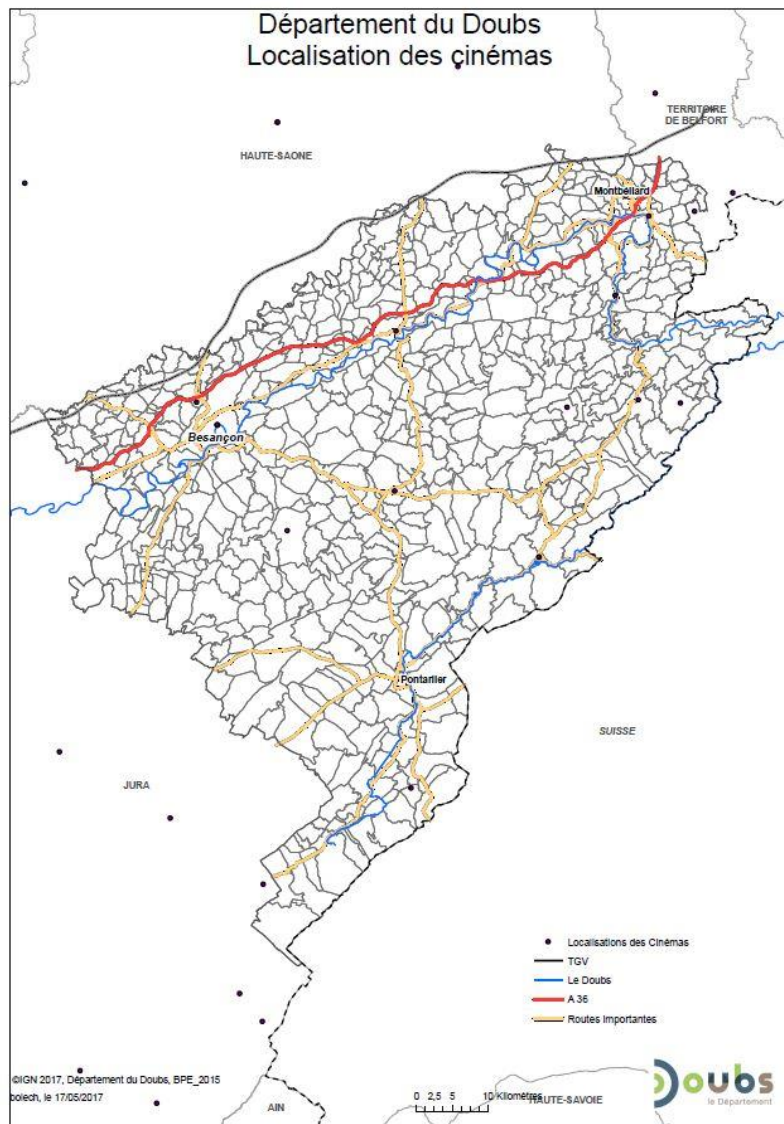 Département du Doubs
Localisation des cinémas
TERRITOIRE
DE BELFORT
HAUTE-SAONE
Montbéliard
Besançon
Pontarlier
SUISSE
JURA
Localisations des Cinémas
TGV
Le Doubs
A 36
Routes Importantes
©IGN 2017, Département du Doubs, BPE_2015
bolech, le 17/05/2017
0 2,5 5 10 Kilomètres
AIN
HAUTE-SAVOIE
Doubs
le Département